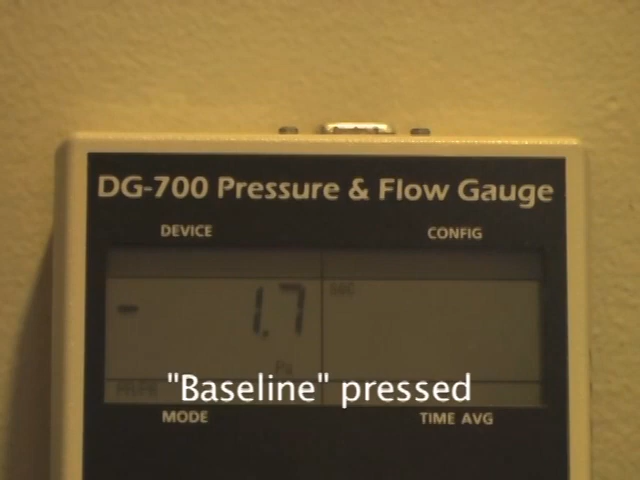 DG-700 Pressure & Flow Gauge
DEVICE CONFIG
- 1.7
Pa
"Baseline" pressed
MODE TIME AVG